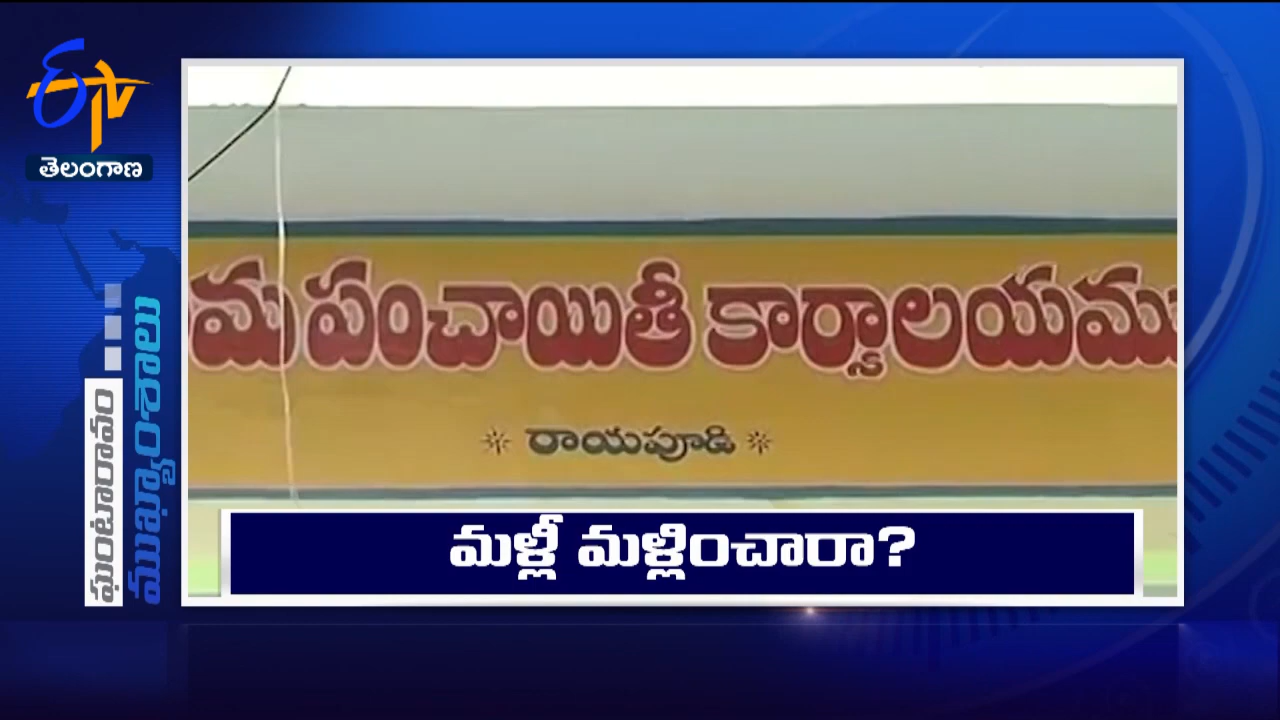 ETV
తెలంగాణ
మ పంచాయితీ కార్యాలయము
రాయపూడి
మళ్లీ మళ్లించారా?
ఘంటారావం
ముఖ్యాంశాలు